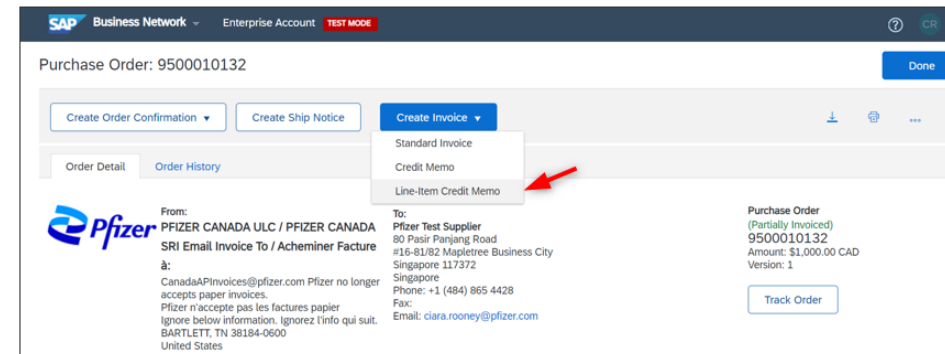 SAP Business Network Enterprise Account TEST MODE CR
Purchase Order: 9500010132 Done
Create Order Confirmation Create Ship Notice Create Invoice ...
Standard Invoice
Credit Memo
Line-Item Credit Memo
Order Detail Order History
Pfizer
From:
PFIZER CANADA ULC / PFIZER CANADA
SRI Email Invoice To / Acheminer Facture
à:
CanadaAPInvoices@pfizer.com Pfizer no longer
accepts paper invoices.
Pfizer n'accepte pas les factures papier
Ignore below information. Ignorez l'info qui suit.
BARTLETT, TN 38184-0600
United States
To:
Pfizer Test Supplier
80 Pasir Panjang Road
#16-81/82 Mapletree Business City
Singapore 117372
Singapore
Phone: +1 (484) 865 4428
Fax:
Email: ciara.rooney@pfizer.com
Purchase Order
(Partially Invoiced)
9500010132
Amount: $1,000.00 CAD
Version: 1
Track Order